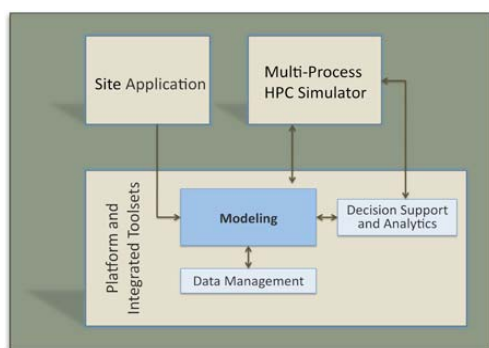 Site Application
Multi-Process
HPC Simulator
Platform and
Integrated Toolsets
Modeling
Decision Support
and Analytics
Data Management